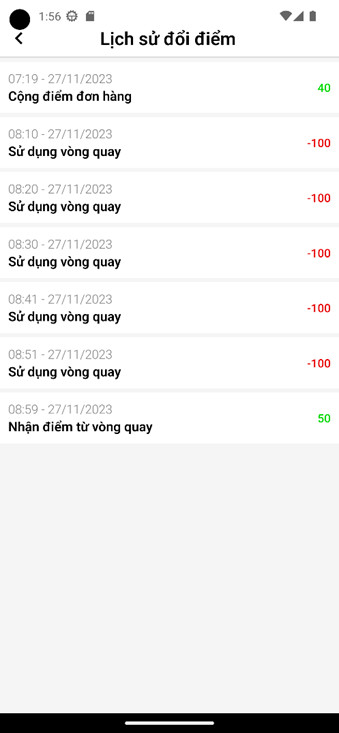 1:56
Lịch sử đổi điểm
07:19 - 27/11/2023
Cộng điểm đơn hàng
40
08:10 - 27/11/2023
Sử dụng vòng quay
-100
08:20 - 27/11/2023
Sử dụng vòng quay
-100
08:30 - 27/11/2023
Sử dụng vòng quay
-100
08:41 - 27/11/2023
Sử dụng vòng quay
-100
08:51 - 27/11/2023
Sử dụng vòng quay
-100
08:59 - 27/11/2023
Nhận điểm từ vòng quay
50